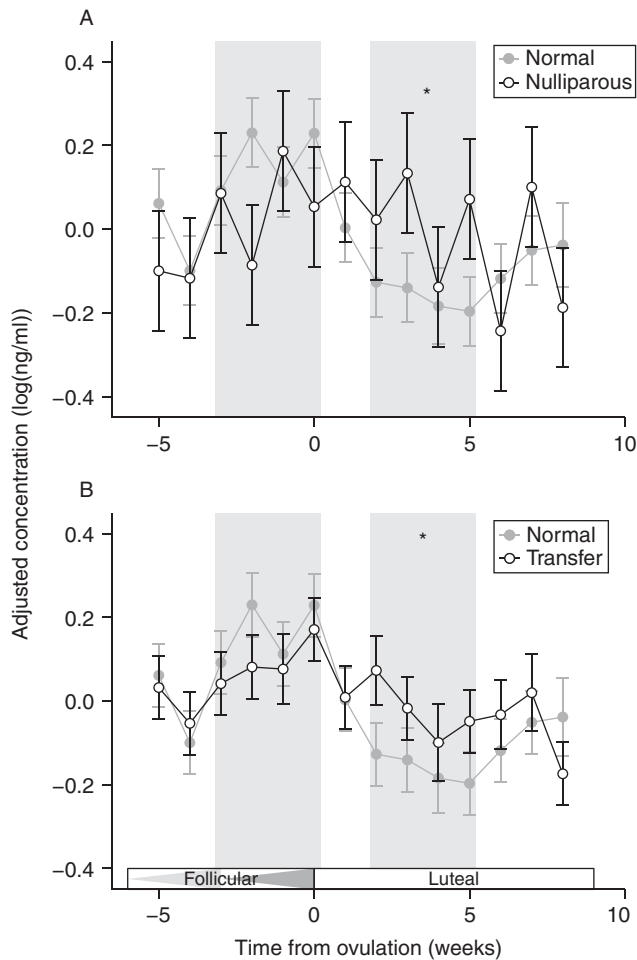 A
Adjusted concentration (log(ng/ml))
0.4
0.2
0.0
−0.2
−0.4
−5
0
5
10
Normal
Nulliparous
*
B
0.4
0.2
0.0
−0.2
−0.4
Normal
Transfer
*
Follicular
Luteal
−5
0
5
10
Time from ovulation (weeks)